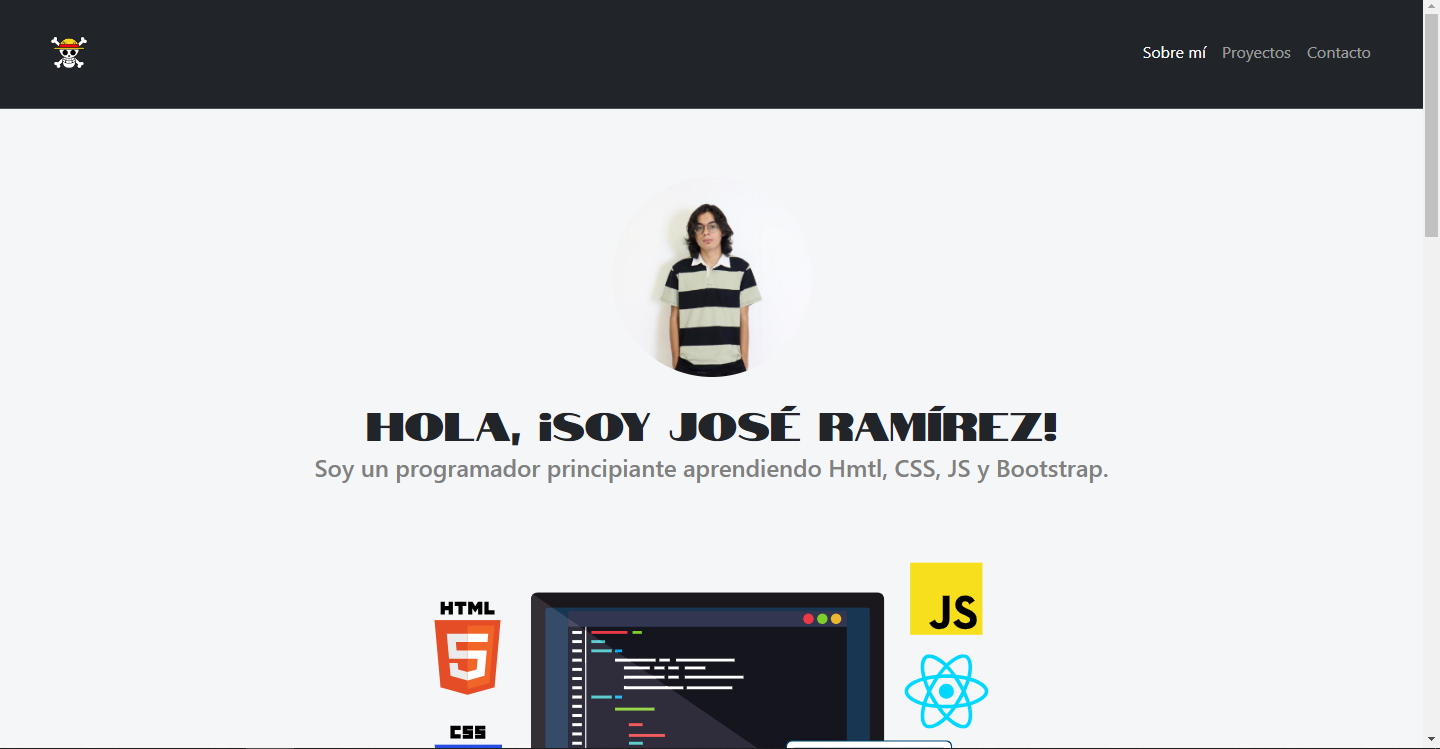 Sobre mí Proyectos Contacto
HOLA, ¡SOY JOSÉ RAMÍREZ!
Soy un programador principiante aprendiendo Hmtl, CSS, JS y Bootstrap.
HTML
5
JS
CSS